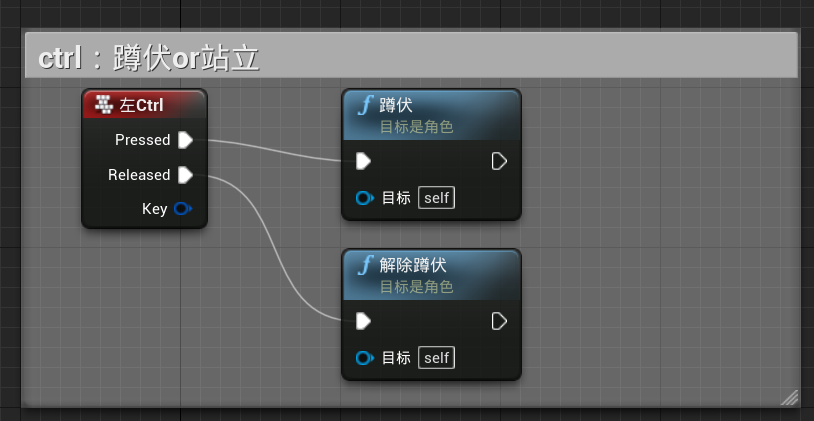 ctrl：蹲伏or站立
左Ctrl
Pressed
Released
Key
蹲伏
目标是角色
目标 self
解除蹲伏
目标是角色
目标 self